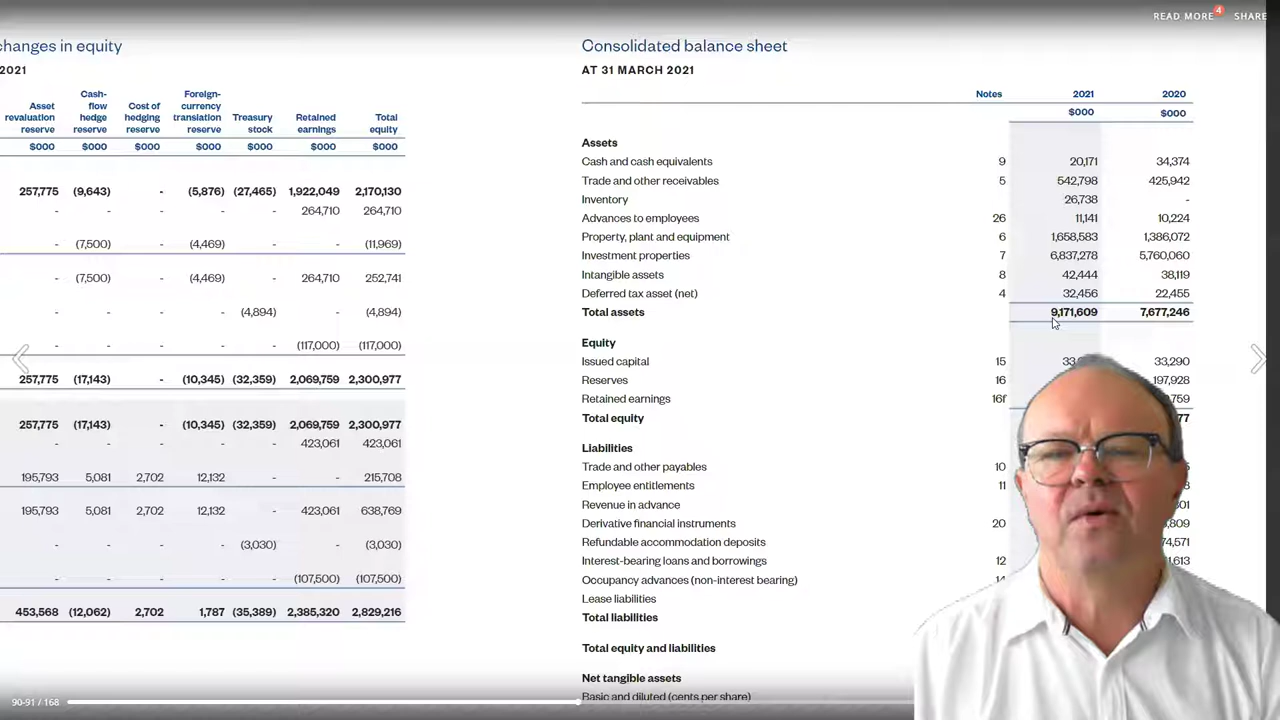 READ MORE 4 SHARE
changes in equity
2021
Asset revaluation reserve Cash-flow hedge reserve Cost of hedging reserve Foreign-currency translation reserve Treasury stock Retained earnings Total equity
$000 $000 $000 $000 $000 $000 $000
257,775 (9,643) - (5,876) (27,465) 1,922,049 2,170,130
- - - - - 264,710 264,710
- (7,500) - (4,469) - - (11,969)
- (7,500) - (4,469) - 264,710 252,741
- - - - (4,894) - (4,894)
- - - - - (117,000) (117,000)
257,775 (17,143) - (10,345) (32,359) 2,069,759 2,300,977
257,775 (17,143) - (10,345) (32,359) 2,069,759 2,300,977
- - - - - 423,061 423,061
195,793 5,081 2,702 12,132 - - 215,708
195,793 5,081 2,702 12,132 - 423,061 638,769
- - - - (3,030) - (3,030)
- - - - - (107,500) (107,500)
453,568 (12,062) 2,702 1,787 (35,389) 2,385,320 2,829,216
Consolidated balance sheet
AT 31 MARCH 2021
Notes 2021 2020
$000 $000
Assets
Cash and cash equivalents 9 20,171 34,374
Trade and other receivables 5 542,798 425,942
Inventory 26,738 -
Advances to employees 26 11,141 10,224
Property, plant and equipment 6 1,658,583 1,386,072
Investment properties 7 6,837,278 5,760,060
Intangible assets 8 42,444 38,119
Deferred tax asset (net) 4 32,456 22,455
Total assets 9,171,609 7,677,246
Equity
Issued capital 15 33,290
Reserves 16 197,928
Retained earnings 16f
Total equity
Liabilities
Trade and other payables 10
Employee entitlements 11
Revenue in advance
Derivative financial instruments 20
Refundable accommodation deposits
Interest-bearing loans and borrowings 12
Occupancy advances (non-interest bearing)
Lease liabilities
Total liabilities
Total equity and liabilities
Net tangible assets
Basic and diluted (cents per share)
90-91 / 168